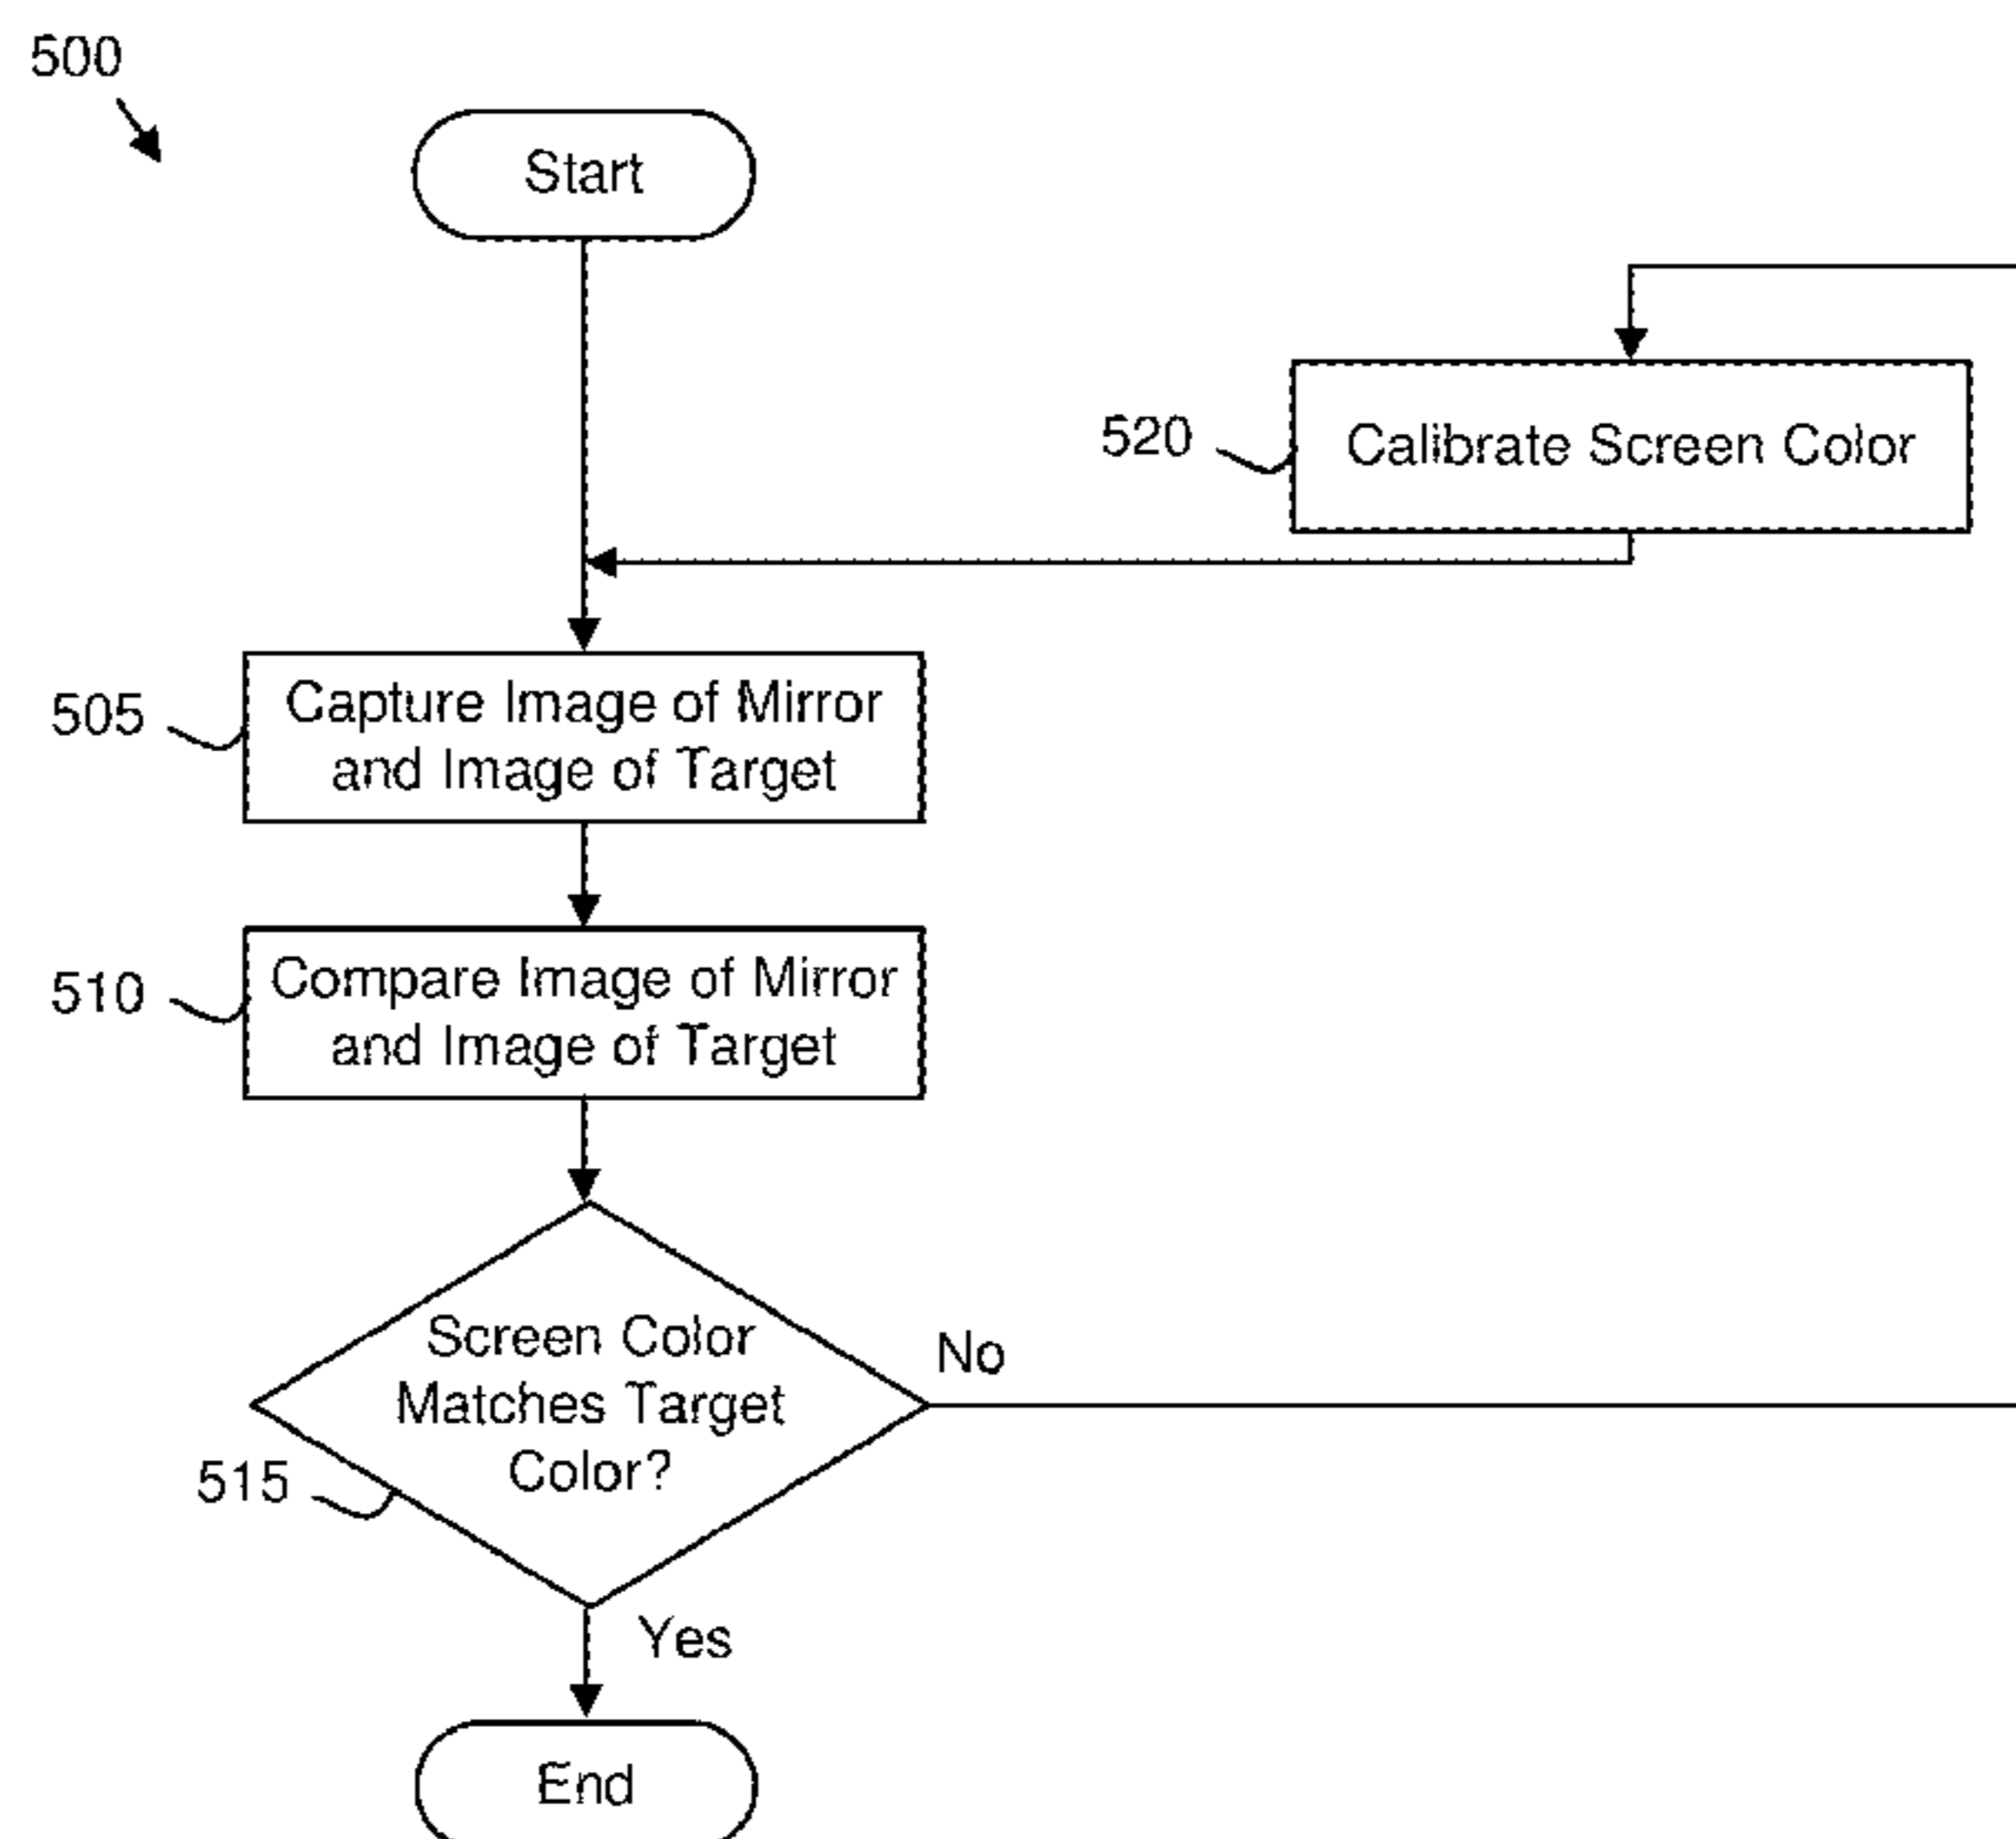 500
Start
520
Calibrate Screen Color
505
Capture Image of Mirror
and Image of Target
510
Compare Image of Mirror
and Image of Target
Screen Color
Matches Target
Color?
No
515
Yes
End